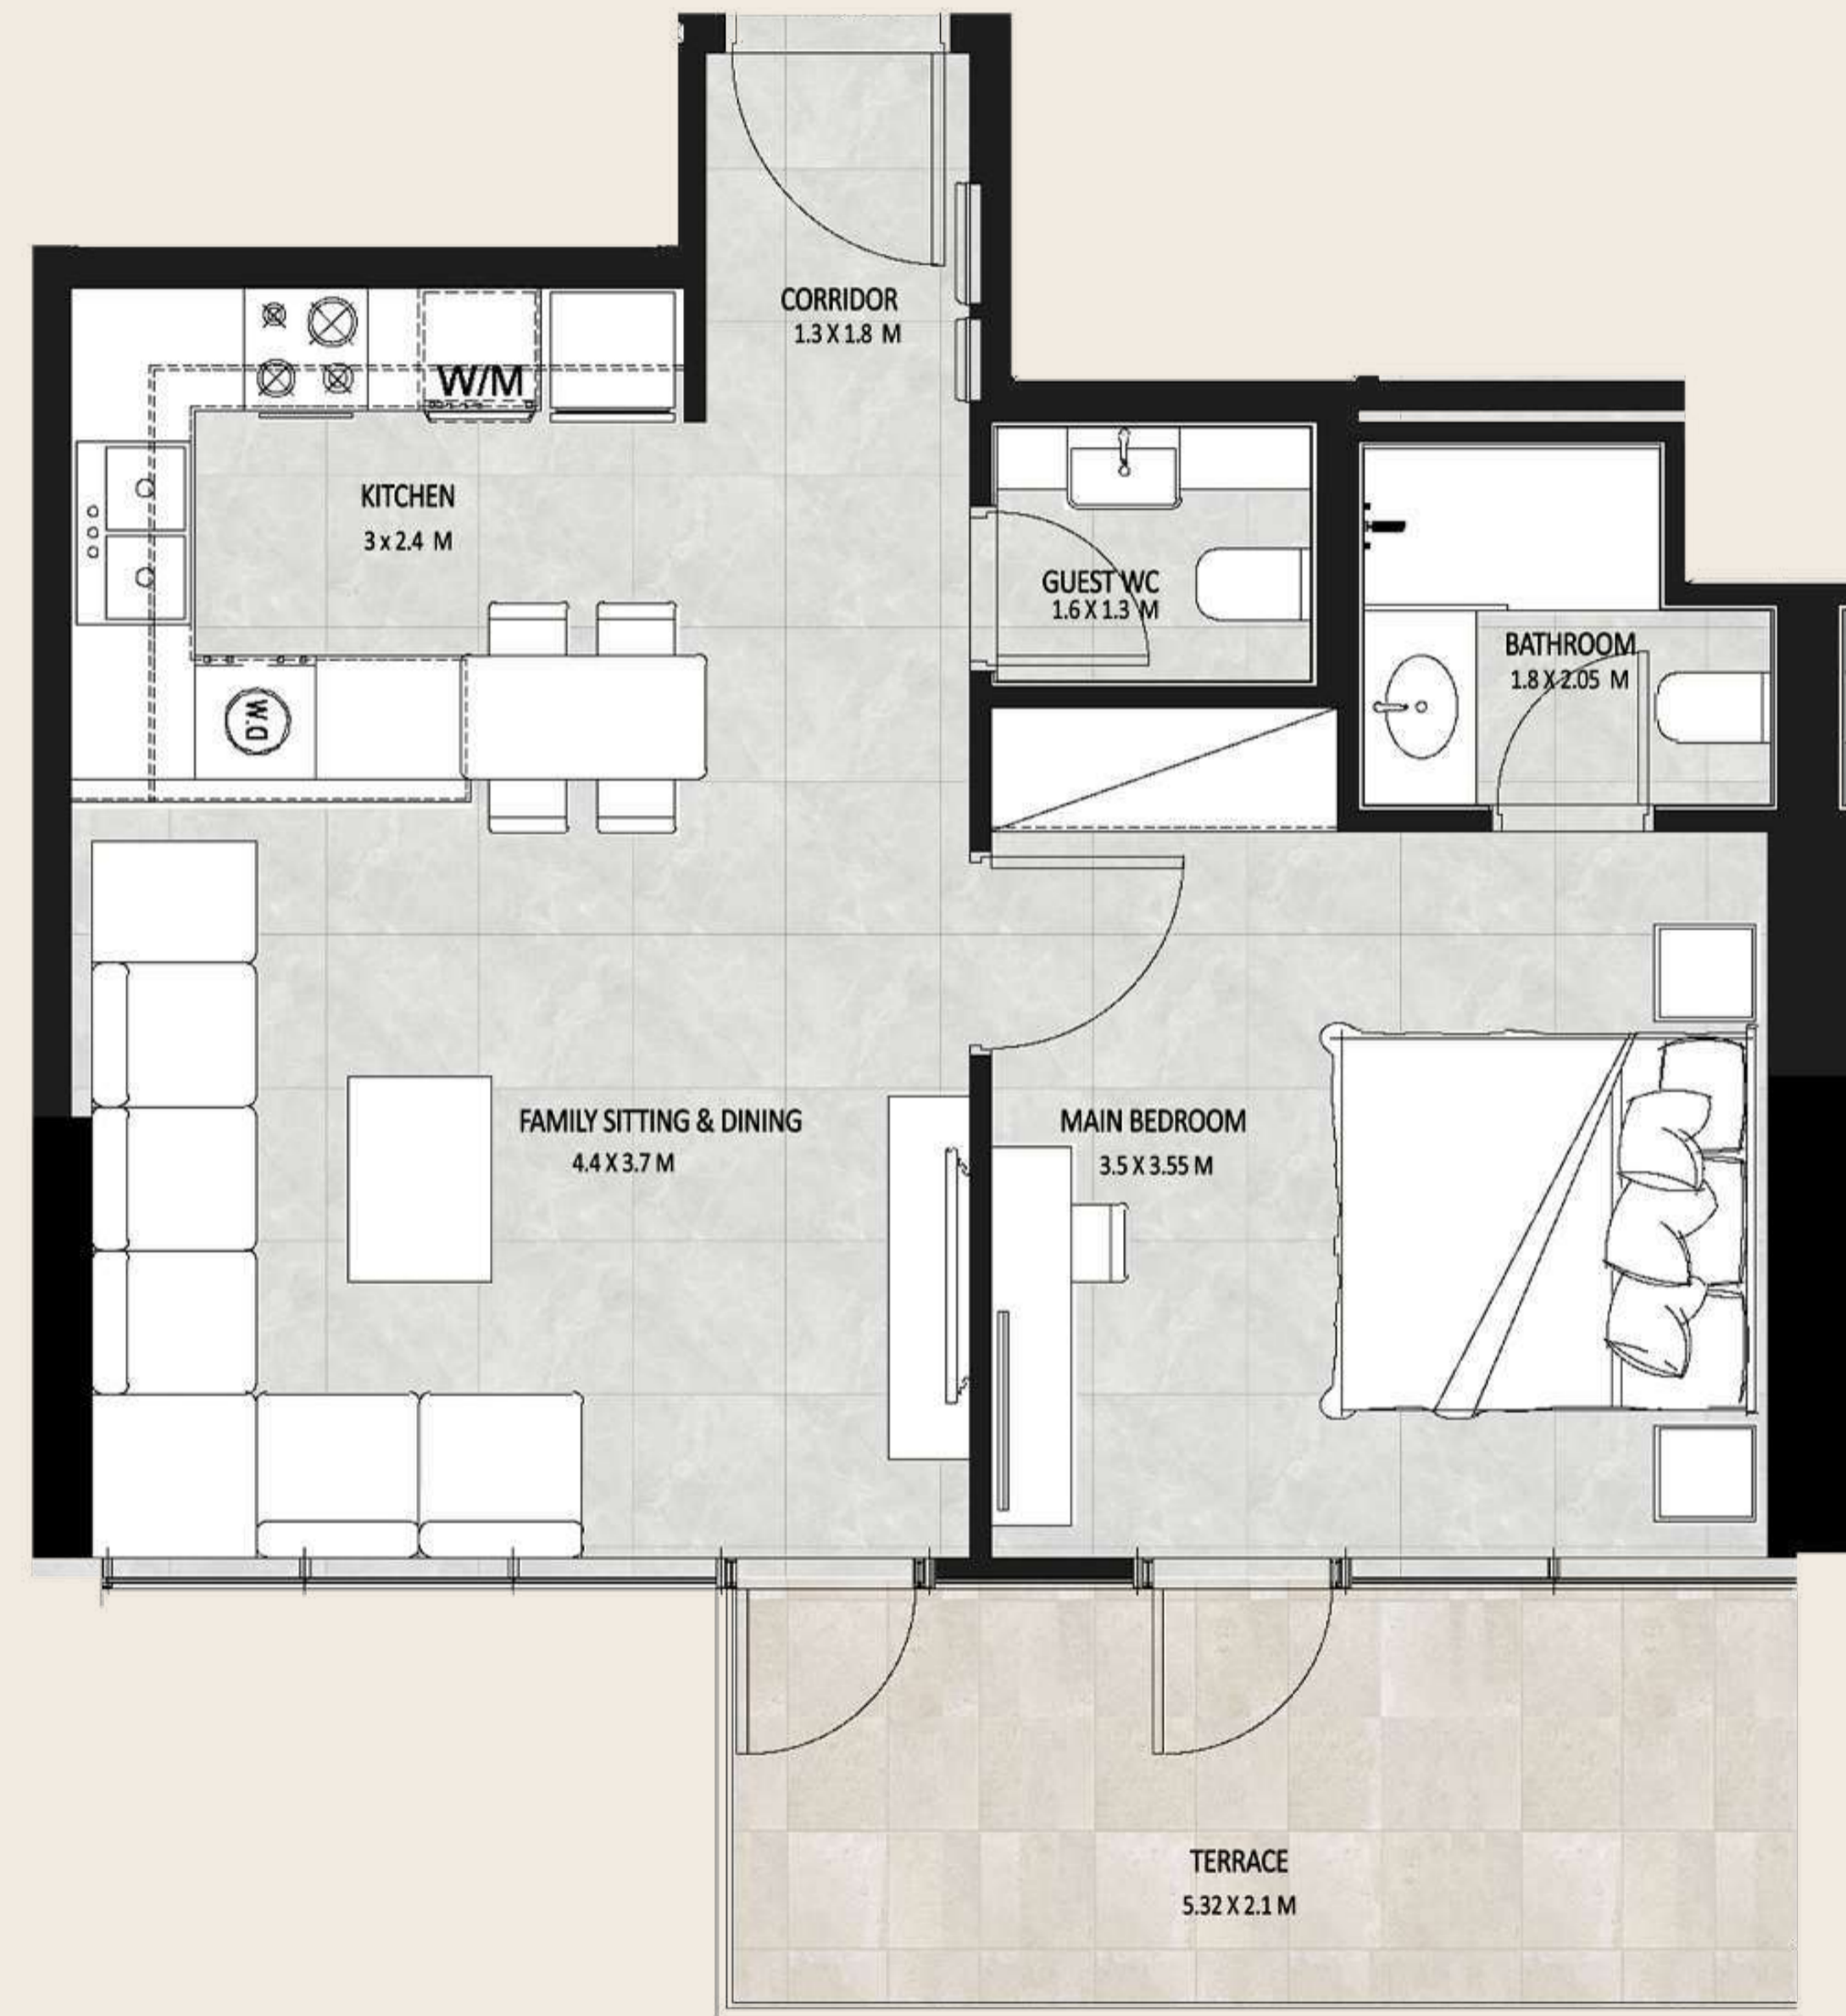 CORRIDOR
1.3 X 1.8 M
W/M
KITCHEN
3 x 2.4 M
GUEST WC
1.6 X 1.3 M
BATHROOM
1.8 X 2.05 M
W.D
FAMILY SITTING & DINING
4.4 X 3.7 M
MAIN BEDROOM
3.5 X 3.55 M
TERRACE
5.32 X 2.1 M